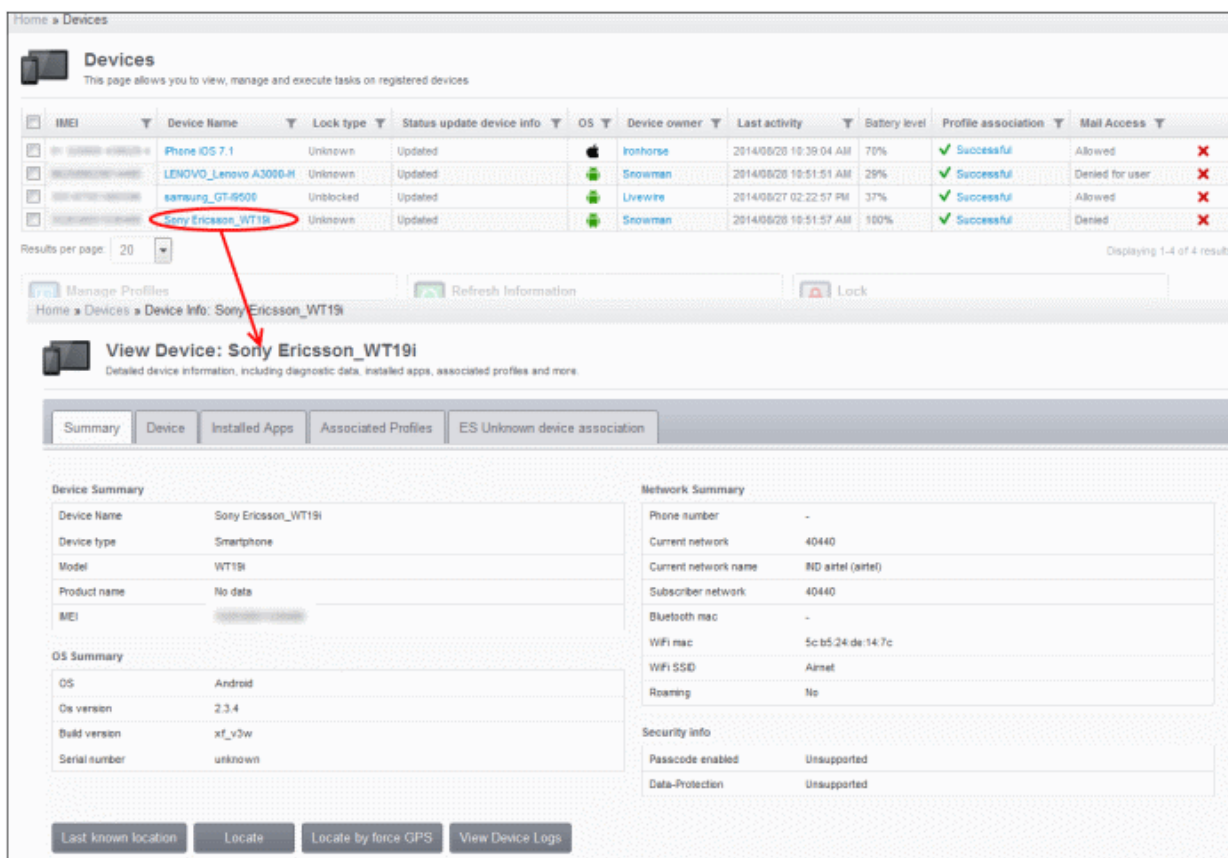 Home » Devices
Devices
This page allows you to view, manage and execute tasks on registered devices
IMEI Device Name Lock type Status update device info OS Device owner Last activity Battery level Profile association Mail Access
iPhone iOS 7.1 Unknown Updated Ironhorse 2014/08/28 10:39:04 AM 70% Successful Allowed
LENOVO_Lenovo A3000-H Unknown Updated Snowman 2014/08/28 10:51:51 AM 29% Successful Denied for user
samsung_GT-I9500 Unblocked Updated Livewire 2014/08/27 02:22:57 PM 37% Successful Allowed
Sony Ericsson_WT19i Unknown Updated Snowman 2014/08/28 10:51:57 AM 100% Successful Denied
Results per page: 20 Displaying 1-4 of 4 result
Manage Profiles Refresh Information Lock
Home » Devices » Device Info: Sony Ericsson_WT19i
View Device: Sony Ericsson_WT19i
Detailed device information, including diagnostic data, installed apps, associated profiles and more.
Summary Device Installed Apps Associated Profiles ES Unknown device association
Device Summary
Device Name Sony Ericsson_WT19i
Device type Smartphone
Model WT19i
Product name No data
IMEI
OS Summary
OS Android
Os version 2.3.4
Build version xf_v3w
Serial number unknown
Network Summary
Phone number -
Current network 40440
Current network name IND airtel (airtel)
Subscriber network 40440
Bluetooth mac -
WiFi mac 5c:b5:24:de:14:7c
WiFi SSID Airnet
Roaming No
Security info
Passcode enabled Unsupported
Data-Protection Unsupported
Last known location Locate Locate by force GPS View Device Logs